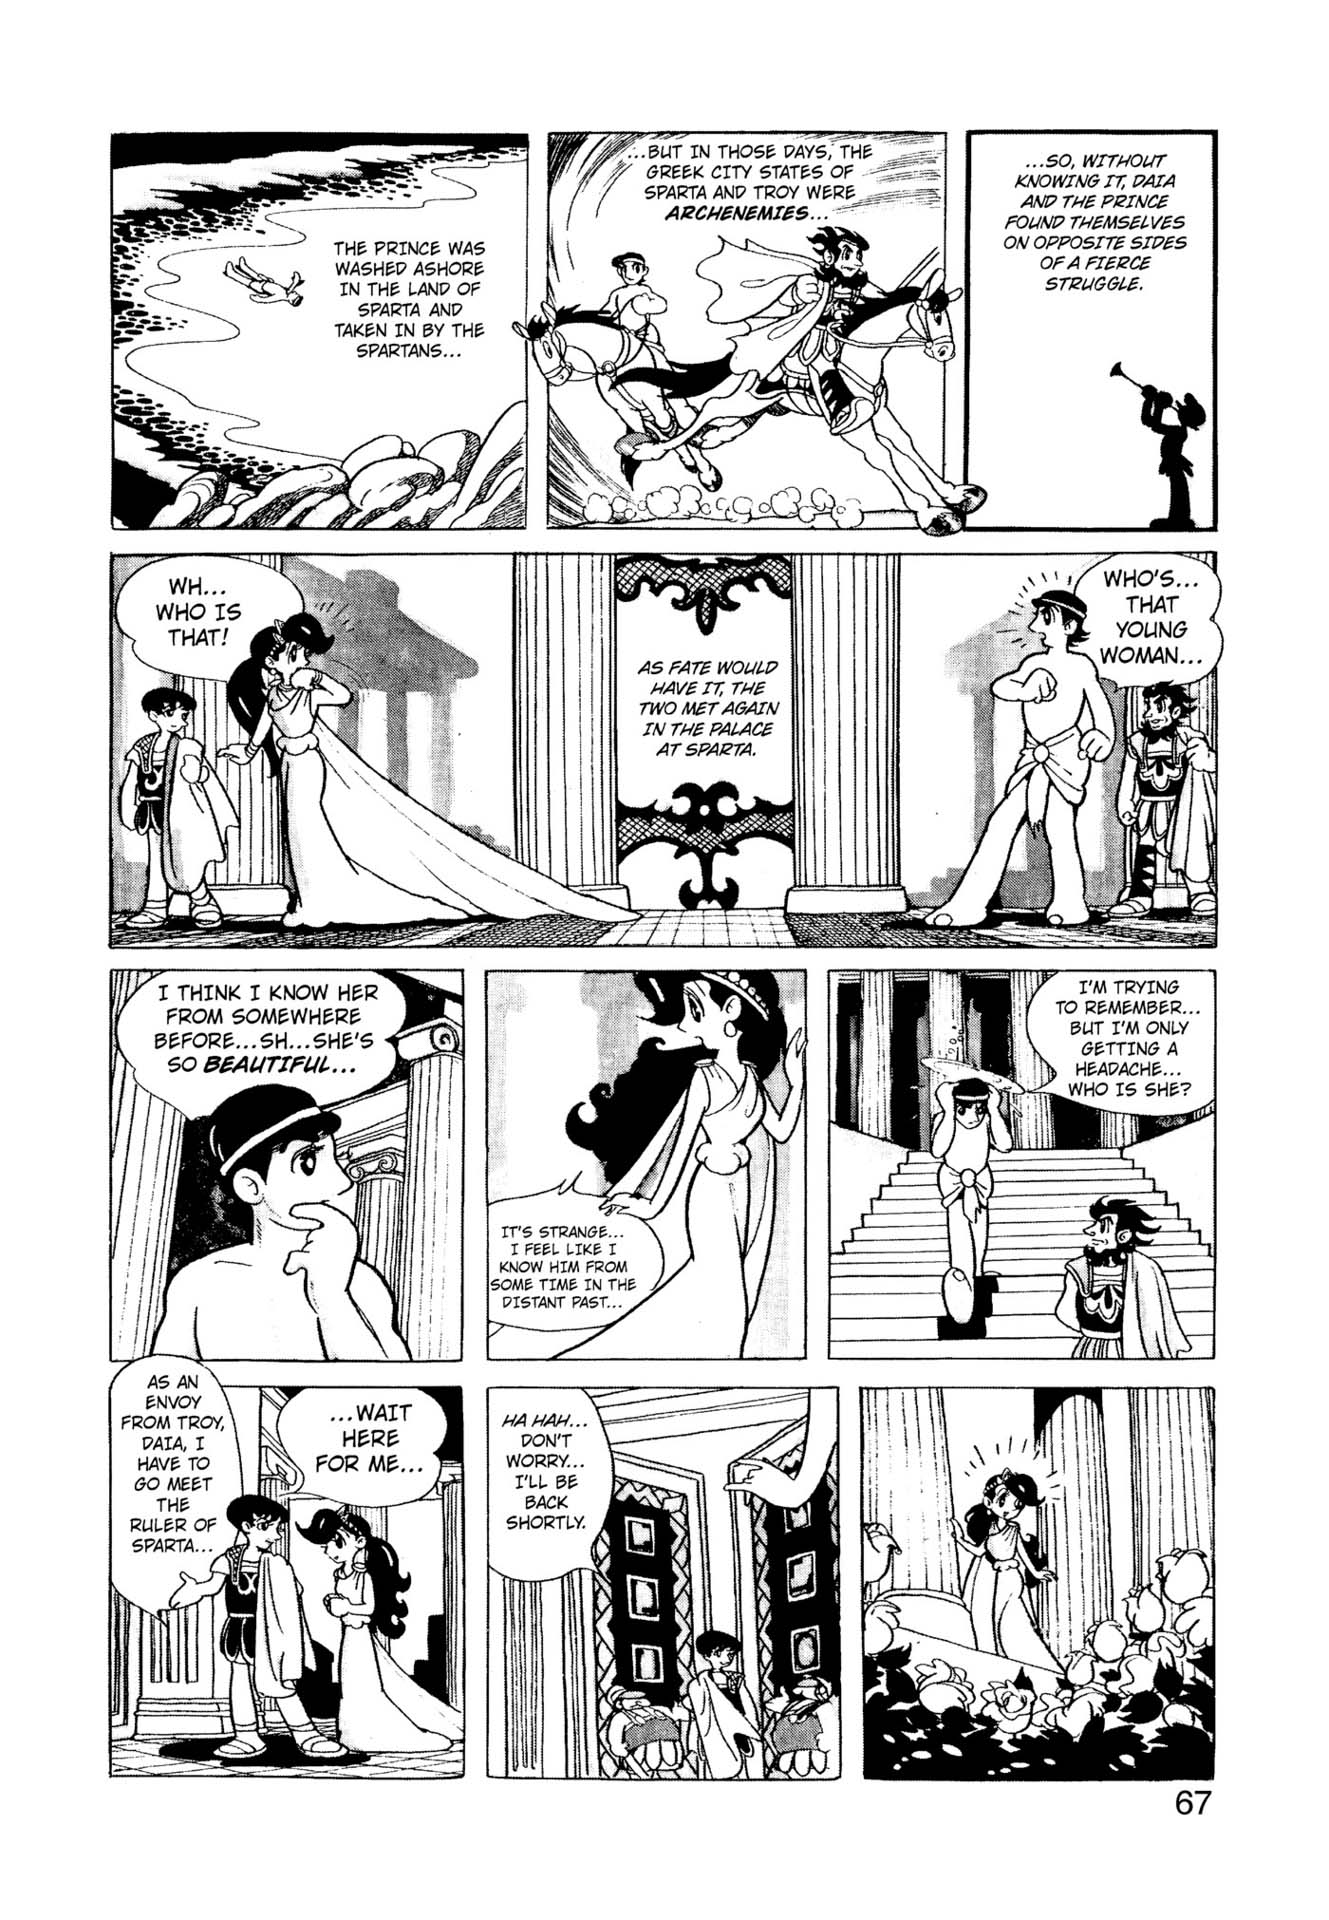 THE PRINCE WAS
WASHED ASHORE
IN THE LAND OF
SPARTA AND
TAKEN IN BY THE
SPARTANS...
...BUT IN THOSE DAYS, THE
GREEK CITY STATES OF
SPARTA AND TROY WERE
ARCHENEMIES...
...SO, WITHOUT
KNOWING IT, DAIA
AND THE PRINCE
FOUND THEMSELVES
ON OPPOSITE SIDES
OF A FIERCE
STRUGGLE.
WH...
WHO IS
THAT!
AS FATE WOULD
HAVE IT, THE
TWO MET AGAIN
IN THE PALACE
AT SPARTA.
WHO'S...
THAT
YOUNG
WOMAN...
I THINK I KNOW HER
FROM SOMEWHERE
BEFORE...SH...SHE'S
SO BEAUTIFUL...
IT'S STRANGE...
I FEEL LIKE I
KNOW HIM FROM
SOME TIME IN THE
DISTANT PAST...
I'M TRYING
TO REMEMBER...
BUT I'M ONLY
GETTING A
HEADACHE...
WHO IS SHE?
AS AN
ENVOY
FROM TROY,
DAIA, I
HAVE TO
GO MEET
THE
RULER OF
SPARTA...
...WAIT
HERE
FOR ME...
HA HAH...
DON'T
WORRY...
I'LL BE
BACK
SHORTLY.
67